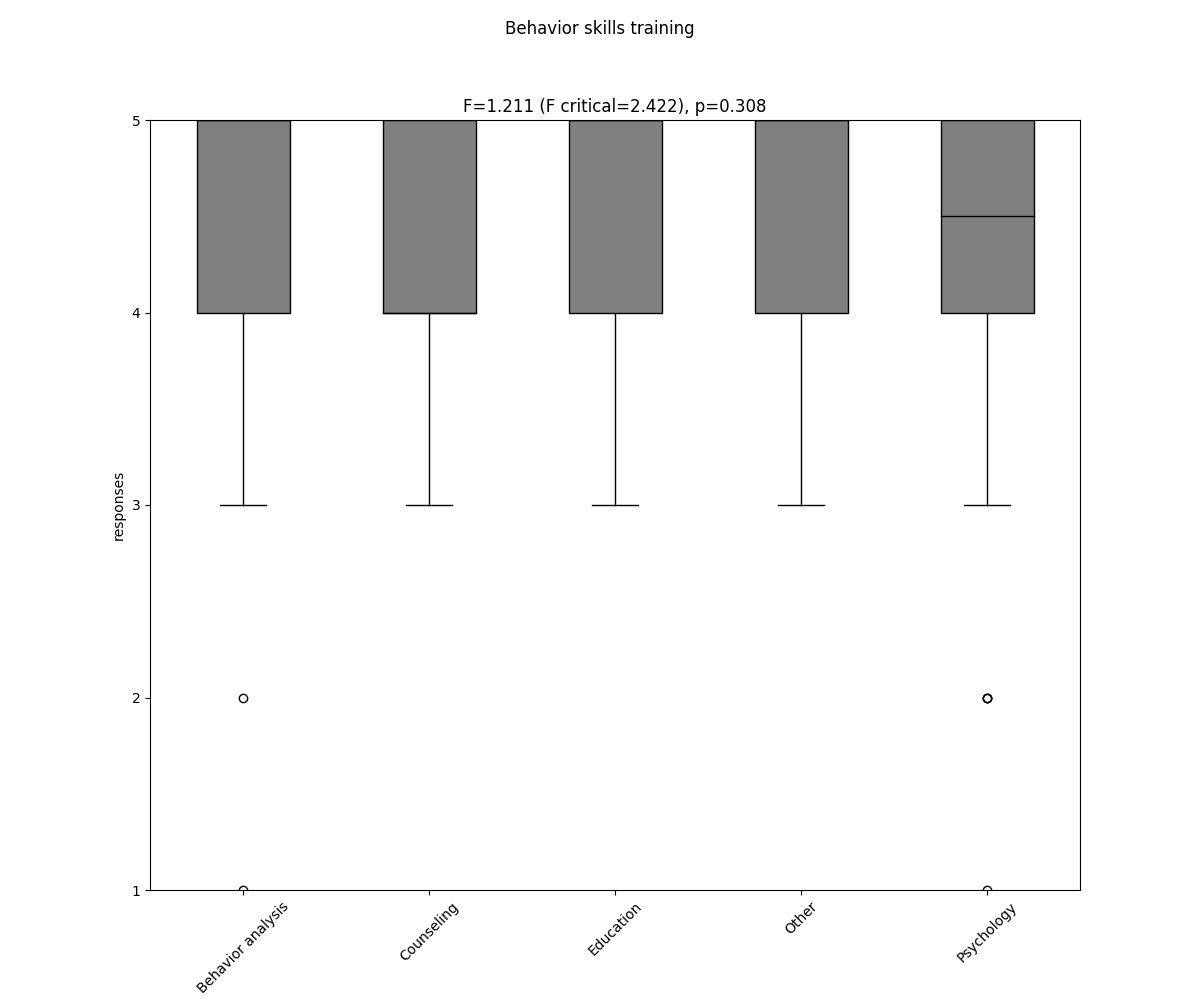 Behavior skills training
F=1.211 (F critical=2.422), p=0.308
5
4
3
2
1
responses
Behavior analysis
Counseling
Education
Other
Psychology